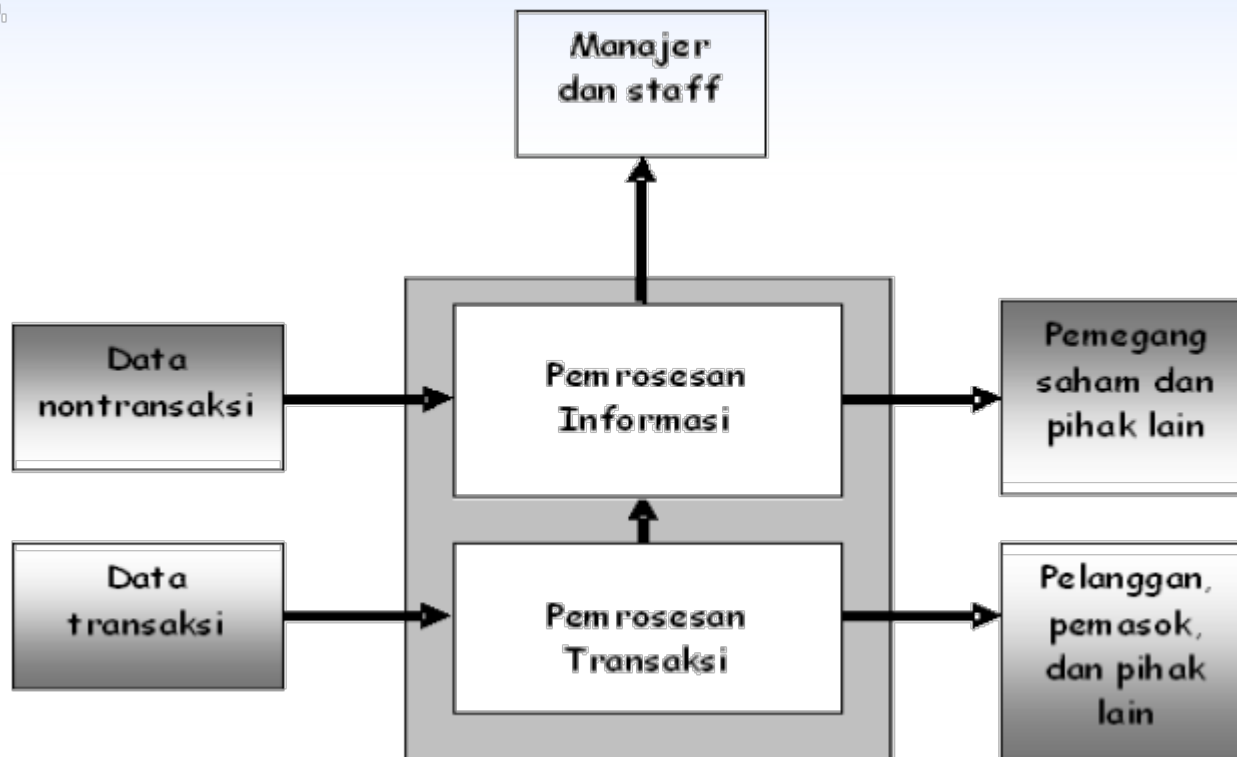 Manajer
dan staff
Data
nontransaksi
Pemrosesan
Informasi
Pemegang
saham dan
pihak lain
Data
transaksi
Pemrosesan
Transaksi
Pelanggan,
pemasok,
dan pihak
lain